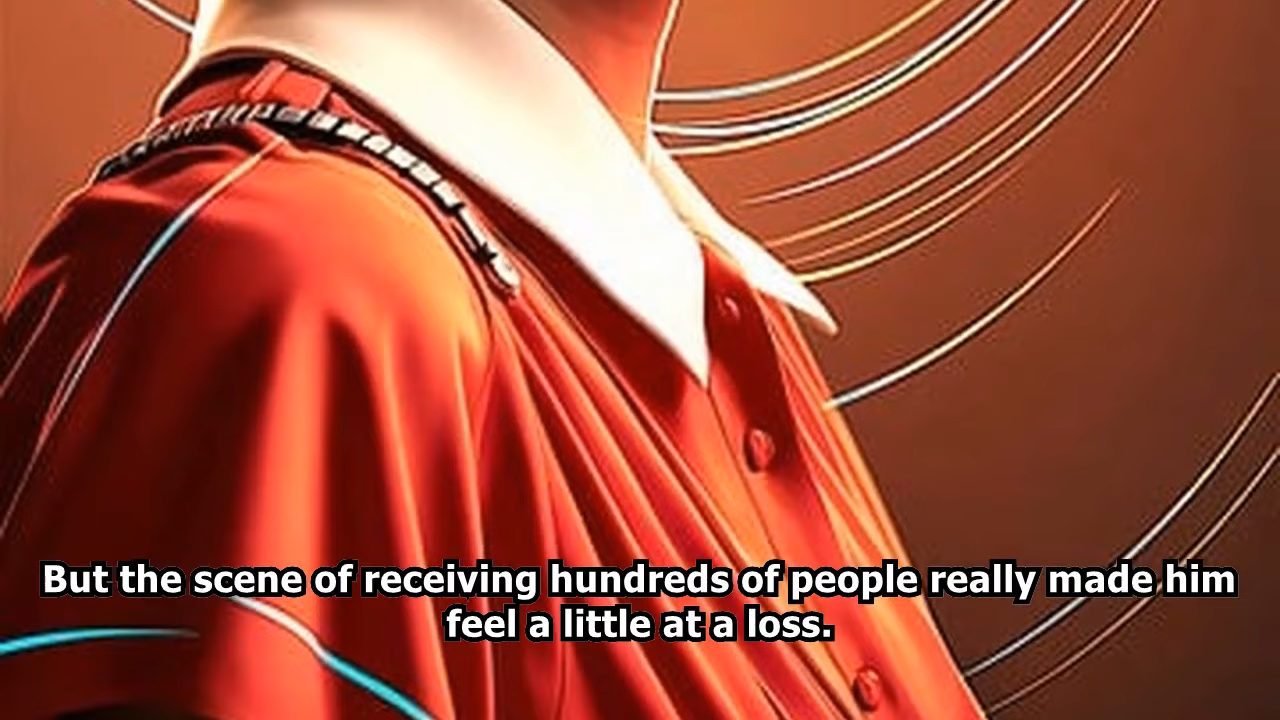 But the scene of receiving hundreds of people really made him
feel a little at a loss.